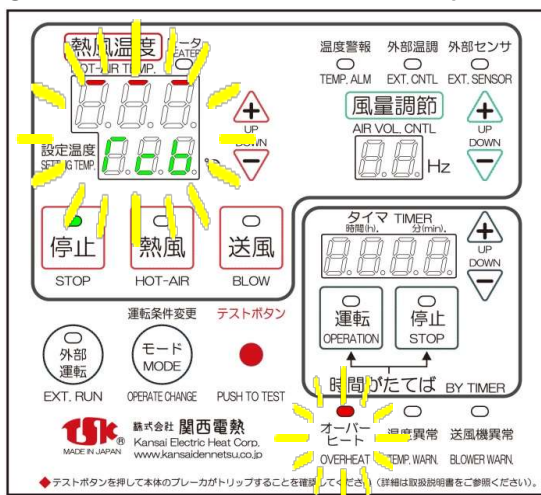 熱風温度
HOT-AIR TEMP.
温度警報 外部温調 外部センサ
TEMP. ALM EXT. CNTL EXT. SENSOR
風量調節
AIR VOL. CNTL
Hz
UP
DOWN
UP
DOWN
設定温度
SETTING TEMP.
停止 熱風 送風
STOP HOT-AIR BLOW
タイマ TIMER
時間(h). 分(min).
UP
DOWN
運転 停止
OPERATION STOP
時間がたてば BY TIMER
運転条件変更 テストボタン
外部
運転
モード
MODE
EXT. RUN OPERATE CHANGE PUSH TO TEST
オーバー
ヒート
温度異常 送風機異常
OVERHEAT TEMP. WARN. BLOWER WARN.
TSK®
MADE IN JAPAN
株式会社 関西電熱
Kansai Electric Heat Corp.
www.kansaidennetsu.co.jp
◆テストボタンを押して本体のブレーカがトリップすることを確認してください(詳細は取扱説明書をご参照ください)。